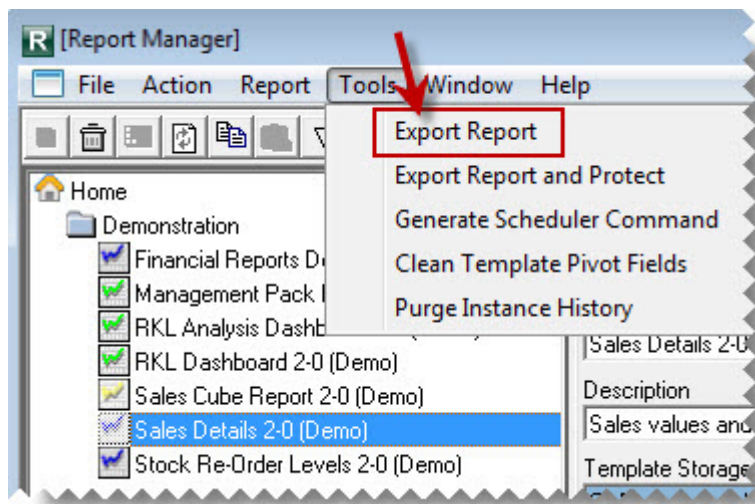 R [Report Manager]
File Action Report Tools Window Help
Export Report
Export Report and Protect
Generate Scheduler Command
Clean Template Pivot Fields
Purge Instance History
Home
Demonstration
Financial Reports
Management Pack
RKL Analysis
RKL Dashboard 2-0 (Demo)
Sales Cube Report 2-0 (Demo)
Sales Details 2-0 (Demo)
Stock Re-Order Levels 2-0 (Demo)
Sales Details 2-0
Description
Sales values and
Template Storage